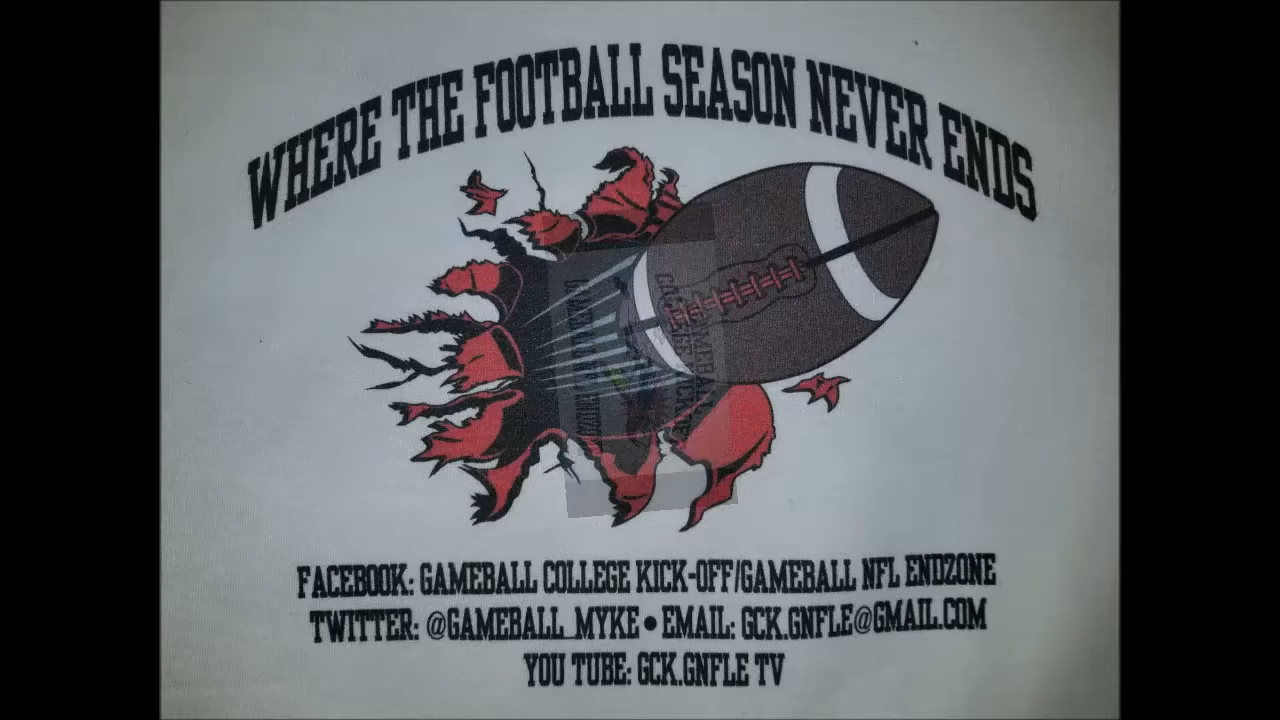 WHERE THE FOOTBALL SEASON NEVER ENDS
FACEBOOK: GAMEBALL COLLEGE KICK-OFF/GAMEBALL NFL ENDZONE
TWITTER: @GAMEBALL_MYKE • EMAIL: GCK.GNFLE@GMAIL.COM
YOU TUBE: GCK.GNFLE TV